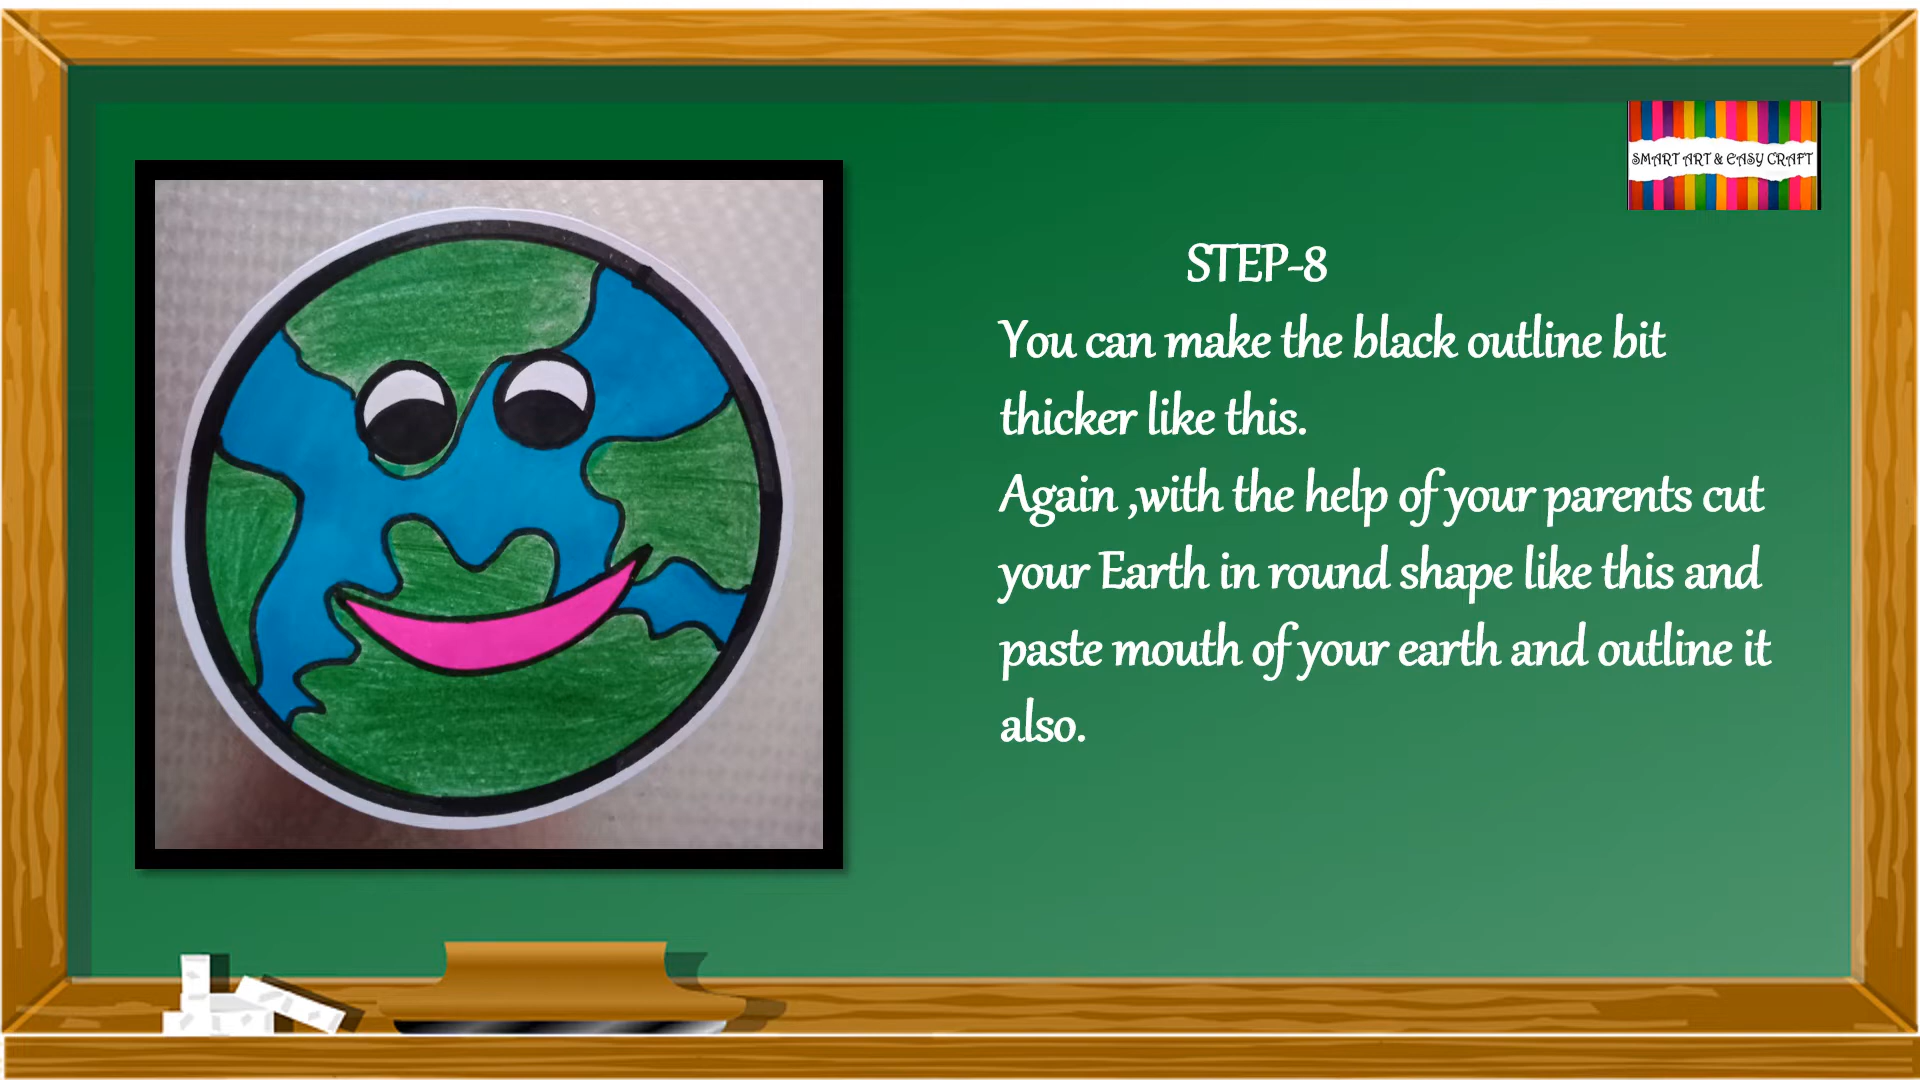 SMART ART & EASY CRAFT
STEP-8
You can make the black outline bit
thicker like this.
Again ,with the help of your parents cut
your Earth in round shape like this and
paste mouth of your earth and outline it
also.